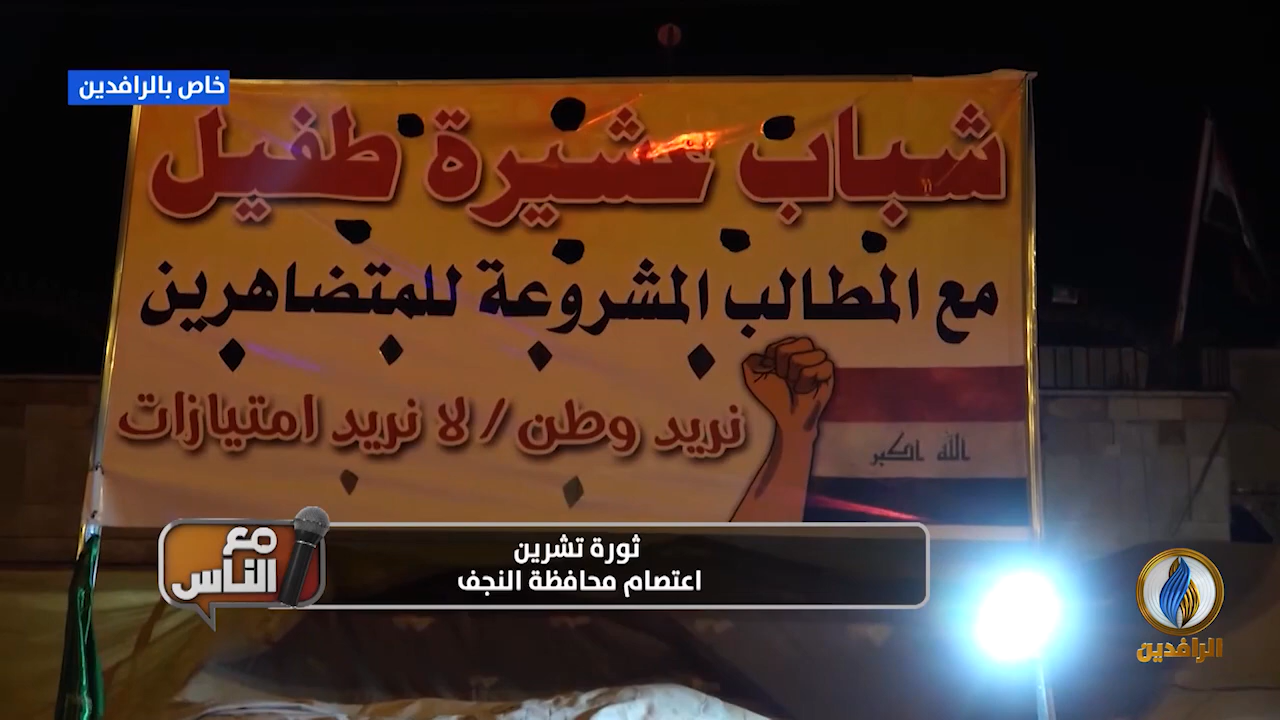 خاص بالرافدين
شباب عشيرة طفيل
مع المطالب المشروعة للمتضاهرين
نريد وطن / لا نريد امتيازات
الله اكبر
مع الناس
ثورة تشرين
اعتصام محافظة النجف
الرافدين